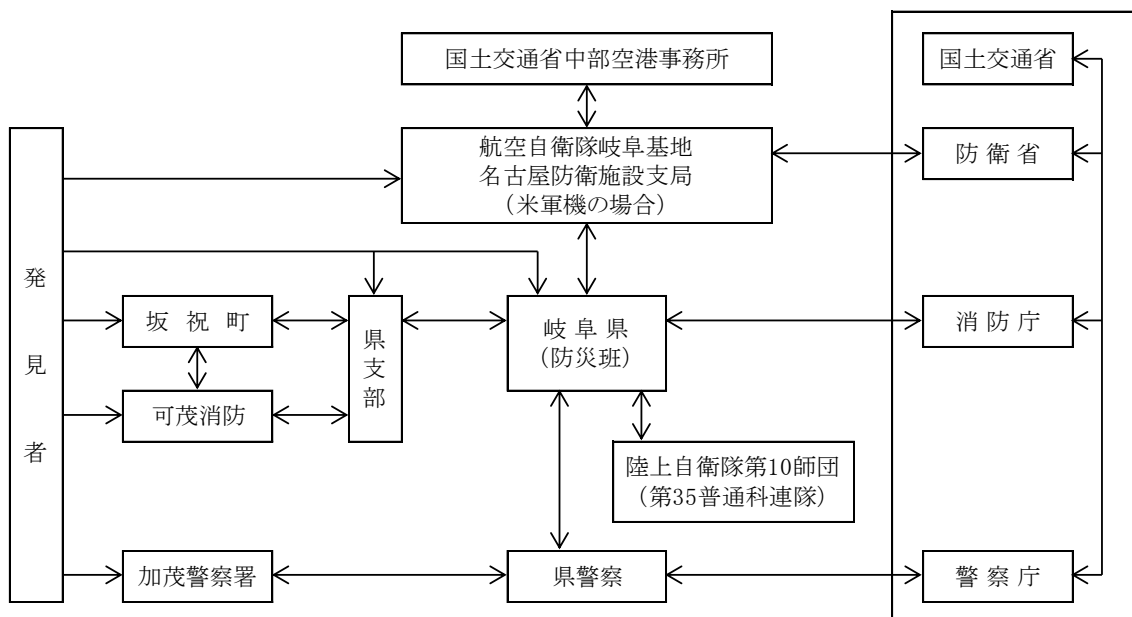 国土交通省中部空港事務所
国土交通省
航空自衛隊岐阜基地
名古屋防衛施設支局
（米軍機の場合）
防衛省
発見者
坂祝町
県支部
岐阜県
（防災班）
消防庁
可茂消防
陸上自衛隊第10師団
（第35普通科連隊）
加茂警察署
県警察
警察庁